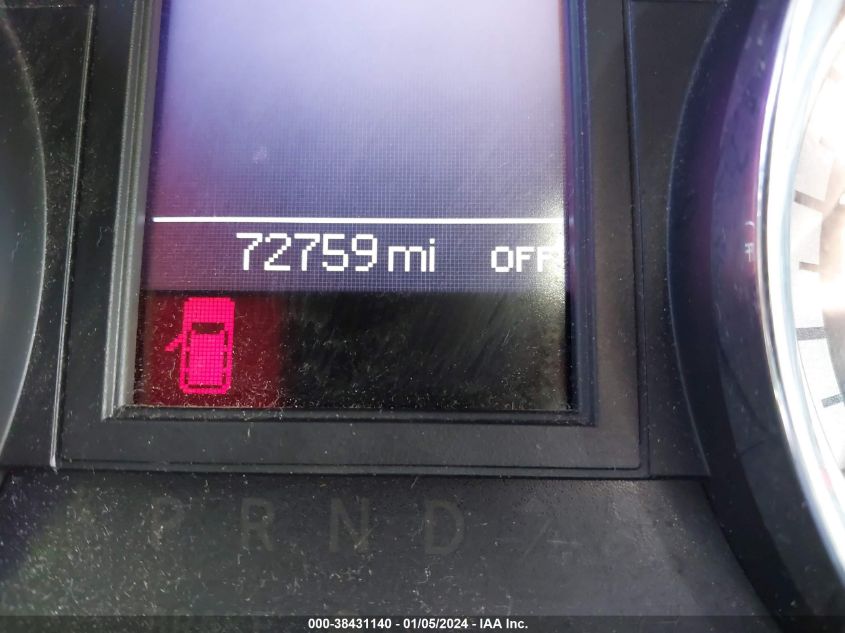 72759 mi OFF
P R N D -/+
000-38431140 - 01/05/2024 - IAA Inc.